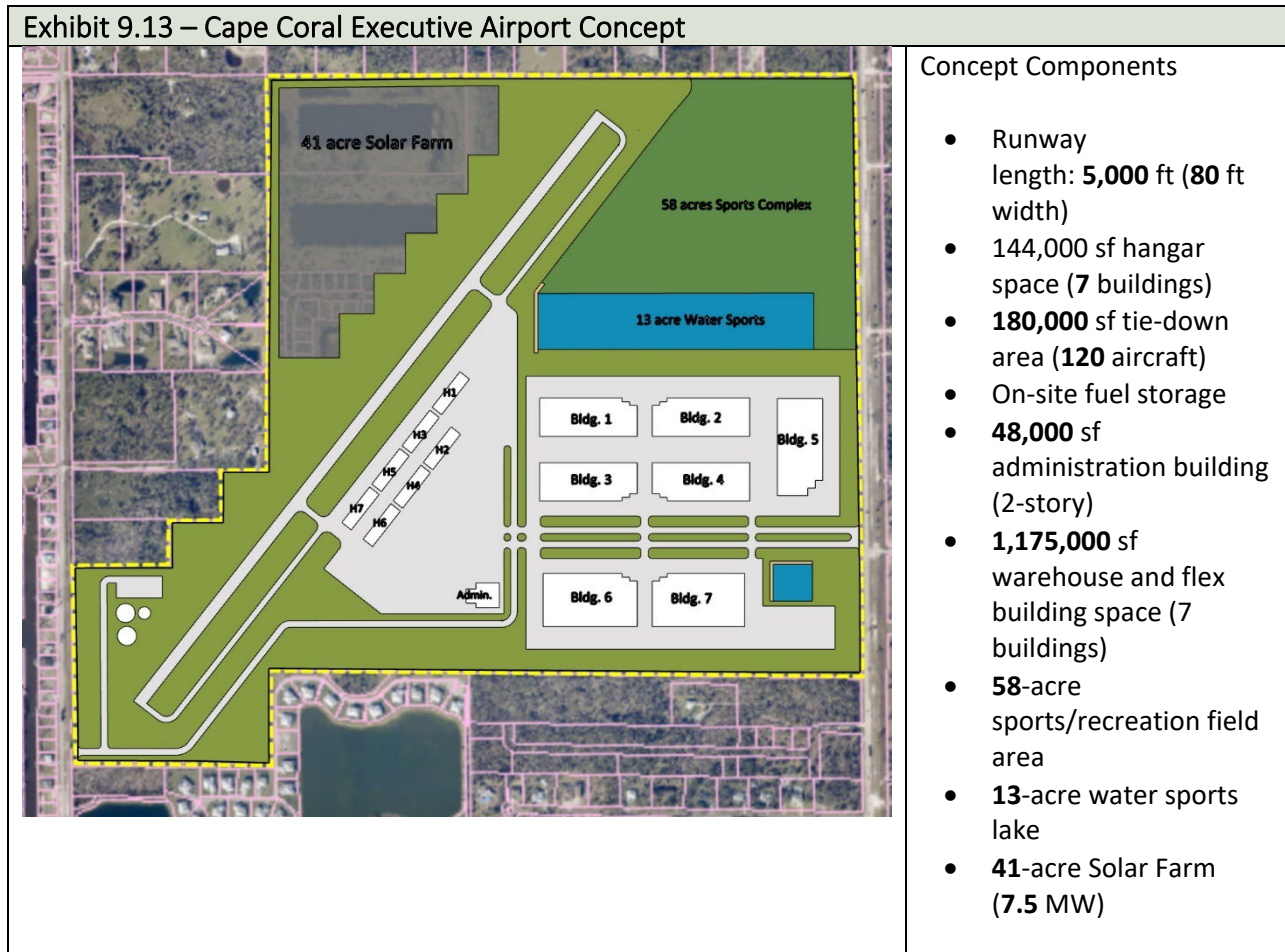 Exhibit 9.13 – Cape Coral Executive Airport Concept
41 acre Solar Farm
58 acres Sports Complex
13 acre Water Sports
H1
H3
H2
H5
H4
H7
H6
Bldg. 1
Bldg. 2
Bldg. 5
Bldg. 3
Bldg. 4
Admin.
Bldg. 6
Bldg. 7
Concept Components
• Runway
length: 5,000 ft (80 ft
width)
• 144,000 sf hangar
space (7 buildings)
• 180,000 sf tie-down
area (120 aircraft)
• On-site fuel storage
• 48,000 sf
administration building
(2-story)
• 1,175,000 sf
warehouse and flex
building space (7
buildings)
• 58-acre
sports/recreation field
area
• 13-acre water sports
lake
• 41-acre Solar Farm
(7.5 MW)